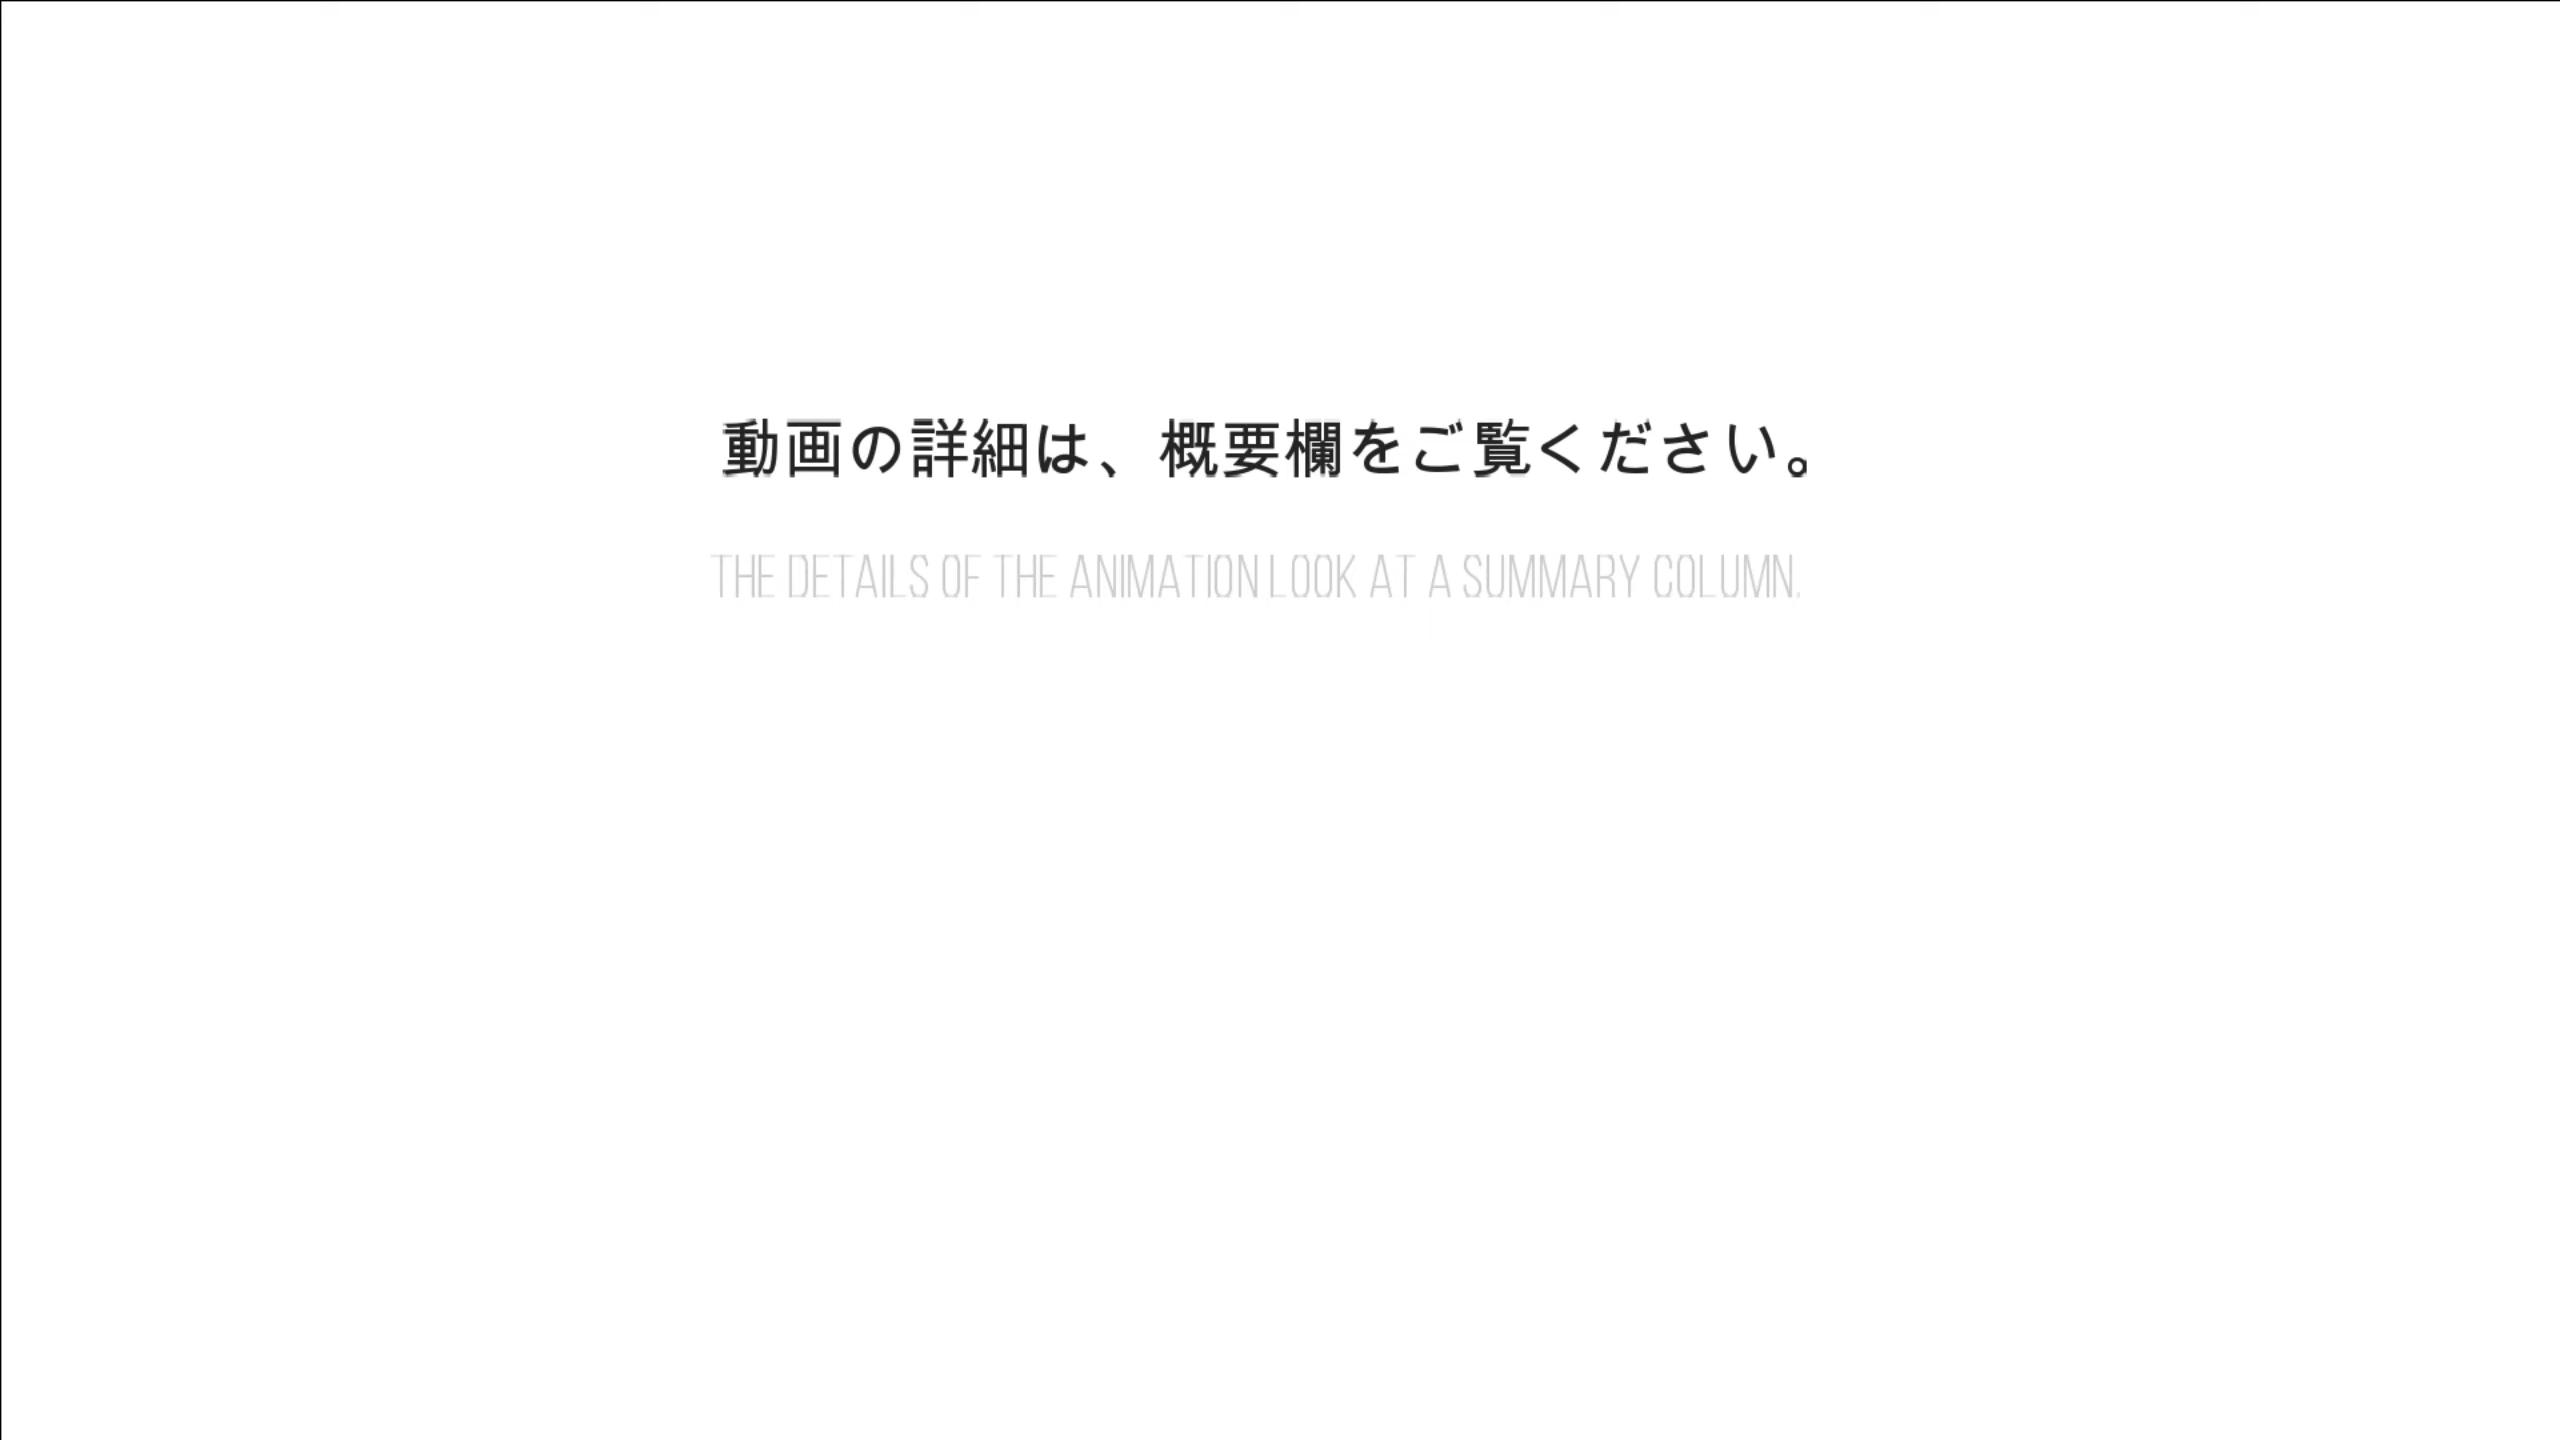 動画の詳細は、概要欄をご覧ください。
THE DETAILS OF THE ANIMATION LOOK AT A SUMMARY COLUMN.